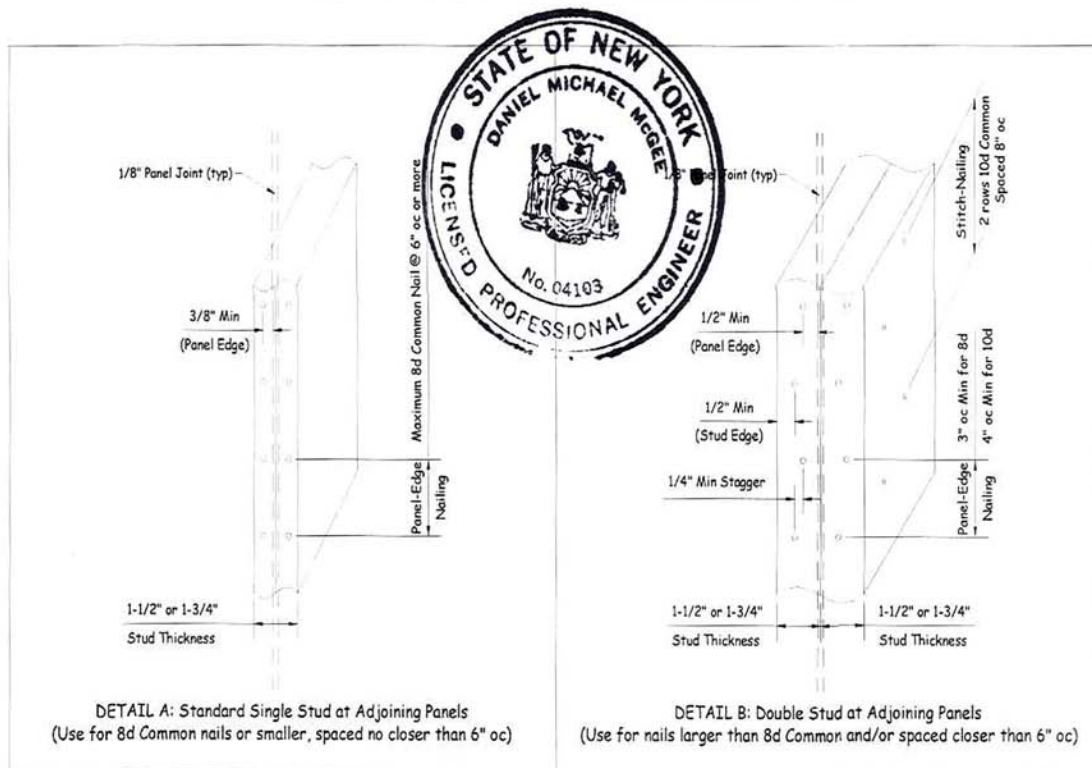 STATE OF NEW YORK
DANIEL MICHAEL McGEE
No. 04103
LICENSED PROFESSIONAL ENGINEER
1/8" Panel Joint (typ)
3/8" Min
(Panel Edge)
Maximum 8d Common Nail @ 6" oc or more
Panel-Edge
Nailing
1-1/2" or 1-3/4"
Stud Thickness
DETAIL A: Standard Single Stud at Adjoining Panels
(Use for 8d Common nails or smaller, spaced no closer than 6" oc)
Joint (typ)
Stitch-Nailing
2 rows 10d Common
Spaced 8" oc
1/2" Min
(Panel Edge)
1/2" Min
(Stud Edge)
1/4" Min Stagger
3" oc Min for 8d
4" oc Min for 10d
Panel-Edge
Nailing
1-1/2" or 1-3/4"
Stud Thickness
1-1/2" or 1-3/4"
Stud Thickness
DETAIL B: Double Stud at Adjoining Panels
(Use for nails larger than 8d Common and/or spaced closer than 6" oc)